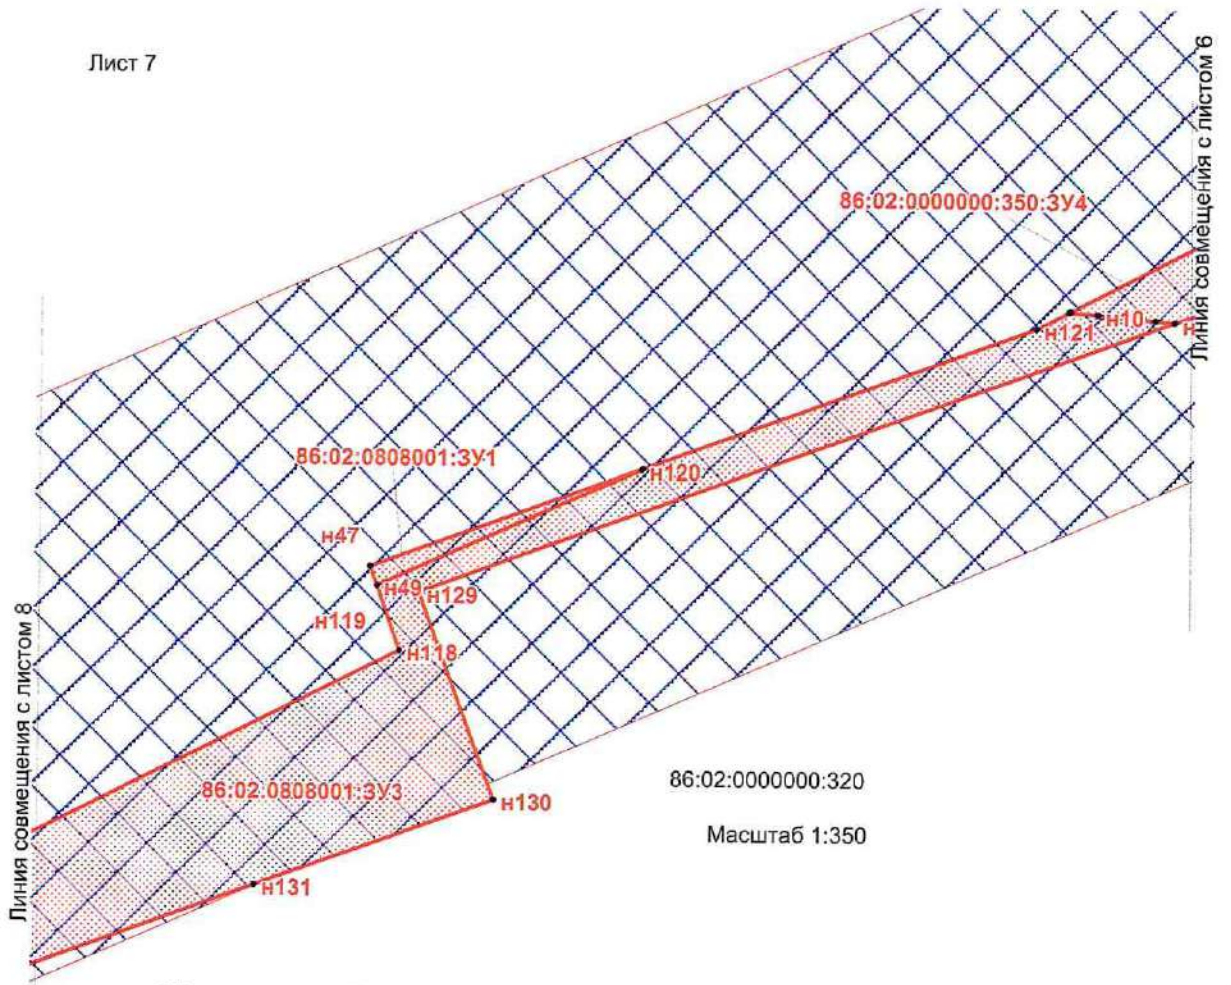 Лист 7
Линия совмещения с листом 6
86:02:0000000:350:ЗУ4
н10
н
н121
86:02:0808001:ЗУ1
н120
н47
н49
н129
н119
н118
Линия совмещения с листом 8
86:02:0808001:ЗУ3
86:02:0000000:320
н130
Масштаб 1:350
н131